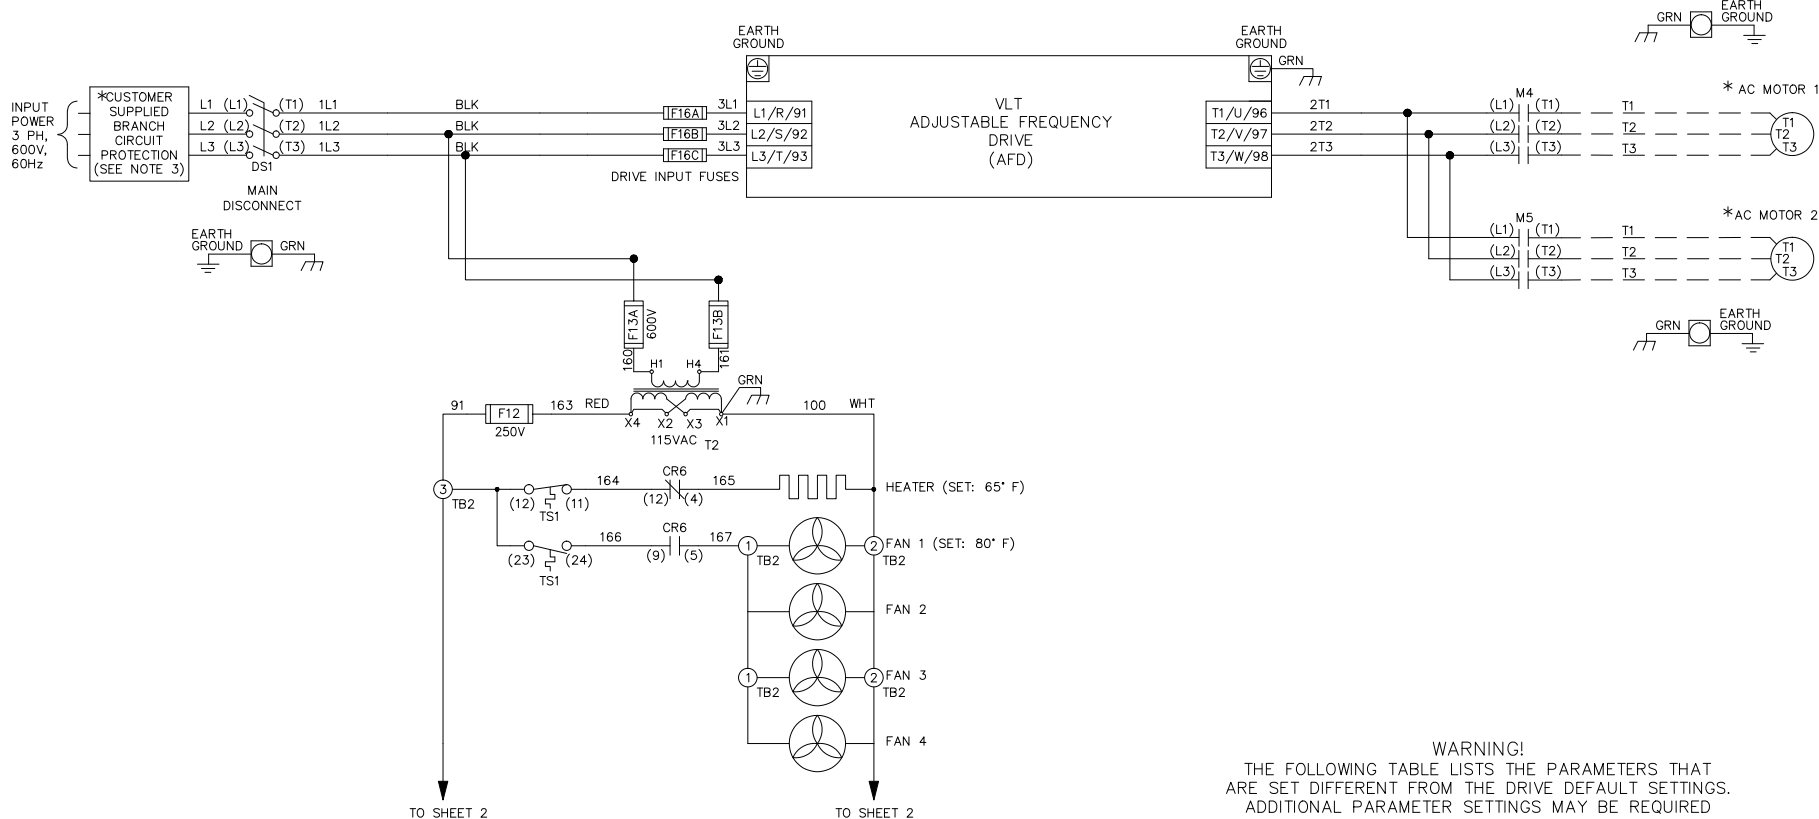 EARTH
GROUND
EARTH
GROUND
GRN
EARTH
GROUND
GRN
INPUT
POWER
3 PH,
600V,
60Hz
*CUSTOMER
SUPPLIED
BRANCH
CIRCUIT
PROTECTION
(SEE NOTE 3)
L1 (L1) (T1) 1L1 BLK F16A 3L1 L1/R/91
L2 (L2) (T2) 1L2 BLK F16B 3L2 L2/S/92
L3 (L3) (T3) 1L3 BLK F16C 3L3 L3/T/93
DS1
MAIN
DISCONNECT
DRIVE INPUT FUSES
VLT
ADJUSTABLE FREQUENCY
DRIVE
(AFD)
T1/U/96 2T1
T2/V/97 2T2
T3/W/98 2T3
M4
(L1) (T1) T1
(L2) (T2) T2
(L3) (T3) T3
* AC MOTOR 1
T1
T2
T3
M5
(L1) (T1) T1
(L2) (T2) T2
(L3) (T3) T3
*AC MOTOR 2
T1
T2
T3
EARTH
GROUND
GRN
GRN
EARTH
GROUND
F13A
600V
F13B
160
H1 H4
161
GRN
91 F12 163 RED
250V
X4 X2 X3 X1
100 WHT
115VAC T2
3
TB2
(12) (11)
TS1
164
CR6
(12) (4)
165
HEATER (SET: 65° F)
(23) (24)
TS1
166
CR6
(9) (5)
167
1
TB2
2
TB2
FAN 1 (SET: 80° F)
FAN 2
1
TB2
2
TB2
FAN 3
FAN 4
TO SHEET 2
TO SHEET 2
WARNING!
THE FOLLOWING TABLE LISTS THE PARAMETERS THAT
ARE SET DIFFERENT FROM THE DRIVE DEFAULT SETTINGS.
ADDITIONAL PARAMETER SETTINGS MAY BE REQUIRED